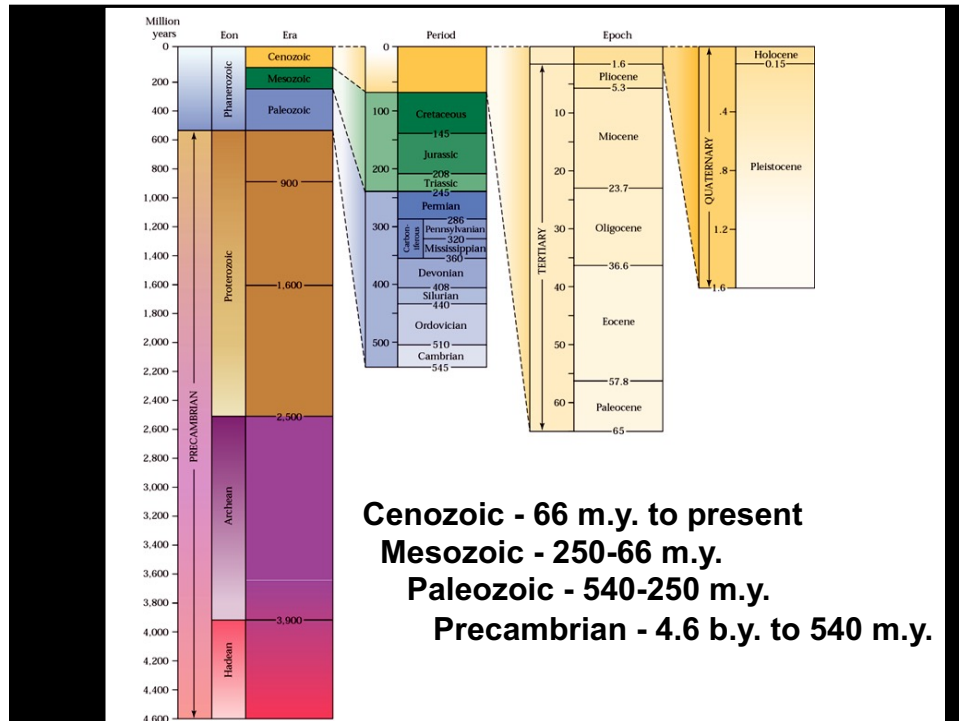 Million
years
Eon
Era
Period
Epoch
0
200
400
600
800
1.000
1,200
1,400
1,600
1,800
2,000
2,200
2,400
2,600
2,800
3,000
3,200
3,400
3,600
3,800
4,000
4,200
4,400
4,600
PRECAMBRIAN
Phanerozoic
Proterozoic
Archean
Hadean
Cenozoic
Mesozoic
Paleozoic
900
1,600
2,500
3,900
0
100
200
300
400
500
Cretaceous
145
Jurassic
208
Triassic
245
Permian
286
Carbon-
iferous
Pennsylvanian
320
Mississippian
360
Devonian
408
Silurian
440
Ordovician
510
Cambrian
545
0
10
20
30
40
50
60
TERTIARY
1.6
Pliocene
5.3
Miocene
23.7
Oligocene
36.6
Eocene
57.8
Paleocene
65
0
.4
.8
1.2
1.6
QUATERNARY
Holocene
0.15
Pleistocene
Cenozoic - 66 m.y. to present
Mesozoic - 250-66 m.y.
Paleozoic - 540-250 m.y.
Precambrian - 4.6 b.y. to 540 m.y.